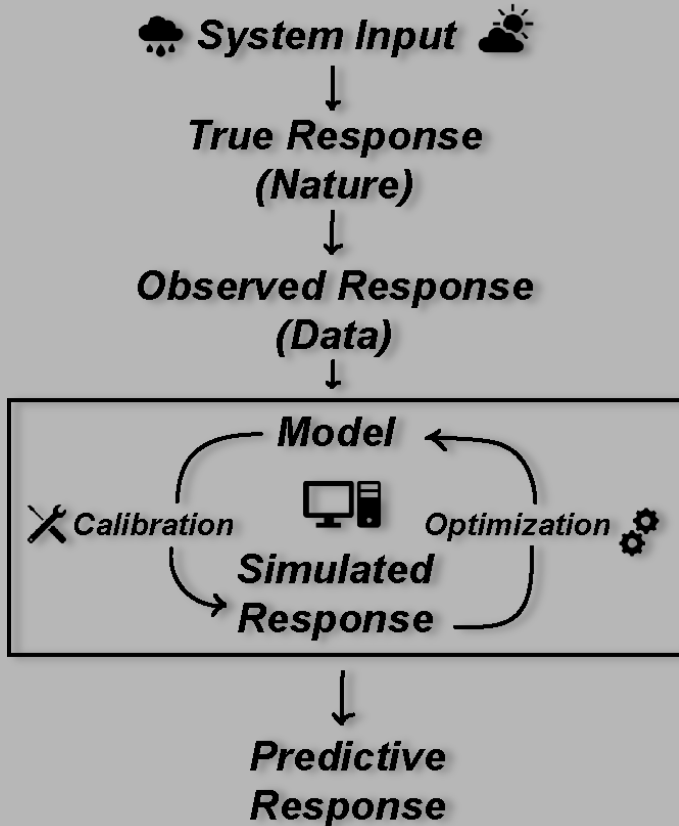 System Input
True Response
(Nature)
Observed Response
(Data)
Model
Calibration
Optimization
Simulated
Response
Predictive
Response